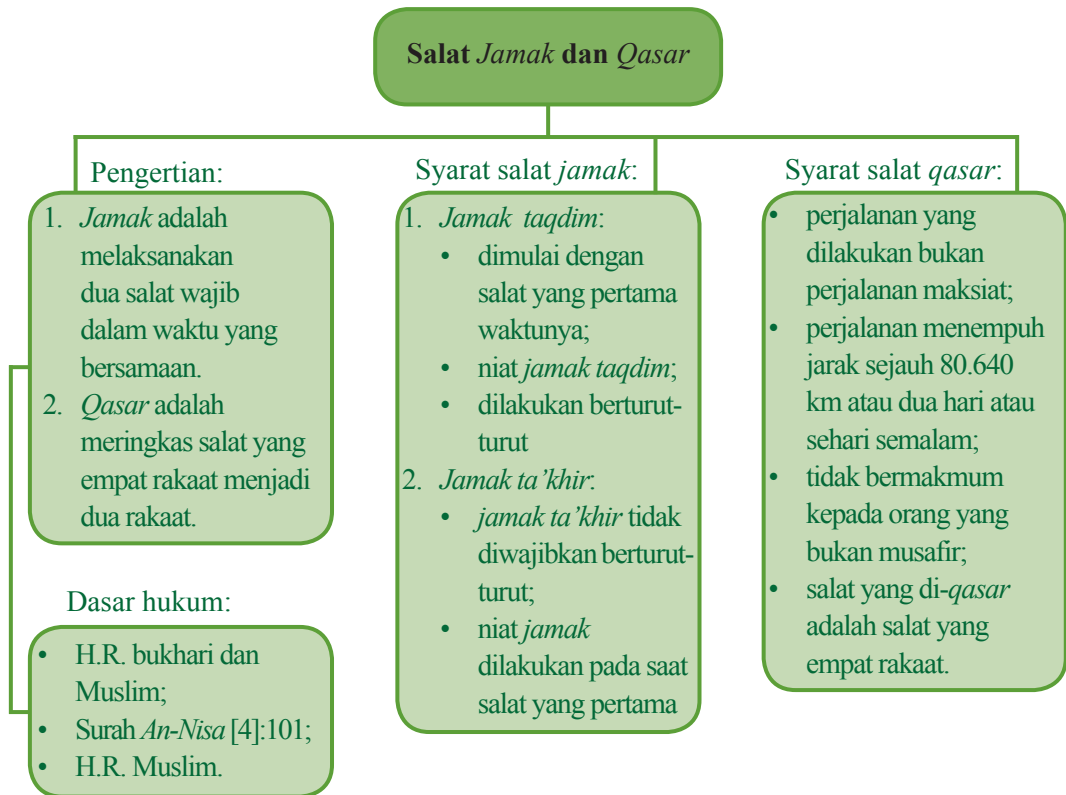 Salat Jamak dan Qasar
Pengertian:
1. Jamak adalah
melaksanakan
dua salat wajib
dalam waktu yang
bersamaan.
2. Qasar adalah
meringkas salat yang
empat rakaat menjadi
dua rakaat.
Dasar hukum:
• H.R. bukhari dan
Muslim;
• Surah An-Nisa [4]:101;
• H.R. Muslim.
Syarat salat jamak:
1. Jamak taqdim:
• dimulai dengan
salat yang pertama
waktunya;
• niat jamak taqdim;
• dilakukan berturut-
turut
2. Jamak ta’khir:
• jamak ta’khir tidak
diwajibkan berturut-
turut;
• niat jamak
dilakukan pada saat
salat yang pertama
Syarat salat qasar:
• perjalanan yang
dilakukan bukan
perjalanan maksiat;
• perjalanan menempuh
jarak sejauh 80.640
km atau dua hari atau
sehari semalam;
• tidak bermakmum
kepada orang yang
bukan musafir;
• salat yang di-qasar
adalah salat yang
empat rakaat.